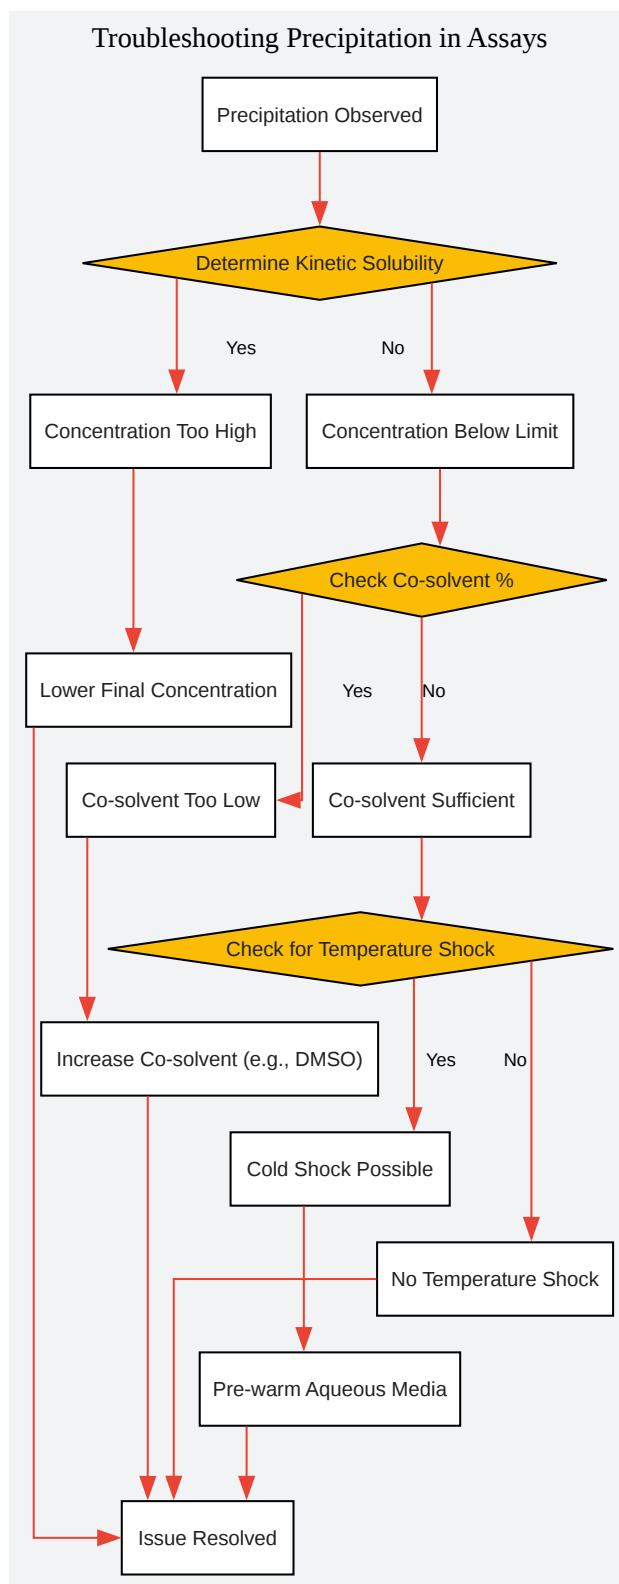 Troubleshooting Precipitation in Assays
Precipitation Observed
Determine Kinetic Solubility
Yes
No
Concentration Too High
Concentration Below Limit
Check Co-solvent %
Lower Final Concentration
Yes
No
Co-solvent Too Low
Co-solvent Sufficient
Check for Temperature Shock
Increase Co-solvent (e.g., DMSO)
Yes
No
Cold Shock Possible
No Temperature Shock
Pre-warm Aqueous Media
Issue Resolved